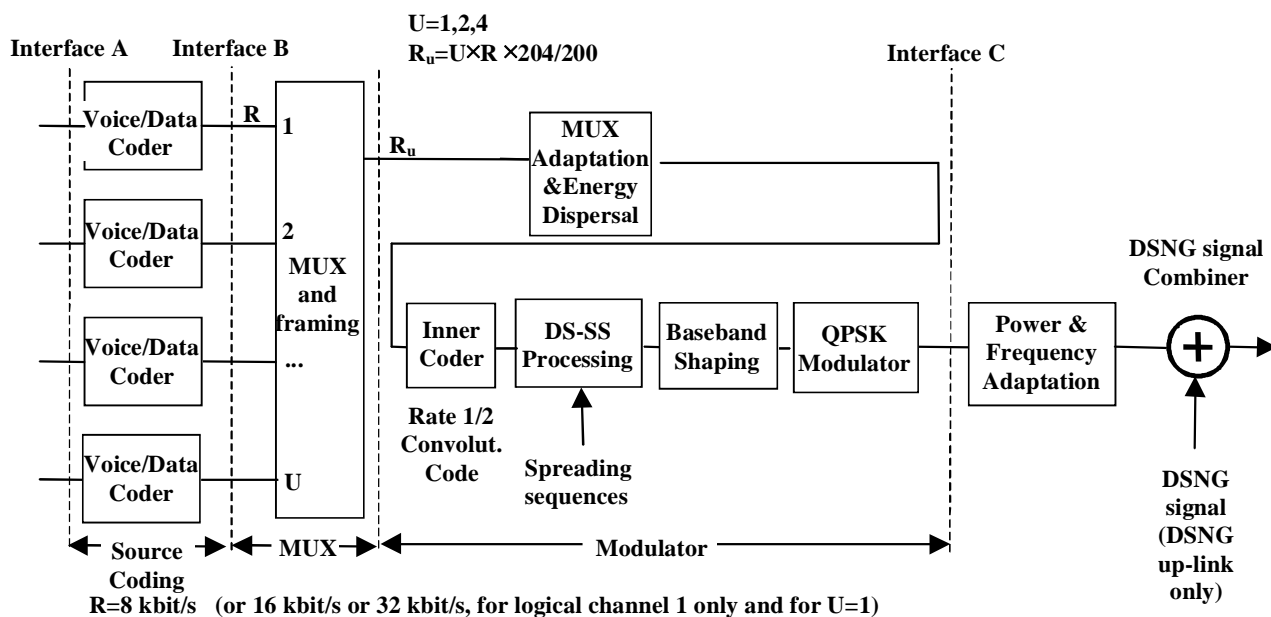 U=1,2,4
Ru=U×R ×204/200
Interface A
Interface B
Interface C
Voice/Data
Coder
R
1
Ru
MUX
Adaptation
&Energy
Dispersal
Voice/Data
Coder
2
MUX
and
framing
DSNG signal
Combiner
Voice/Data
Coder
...
Inner
Coder
DS-SS
Processing
Baseband
Shaping
QPSK
Modulator
Power &
Frequency
Adaptation
+
Rate 1/2
Convolut.
Code
Voice/Data
Coder
U
Spreading
sequences
DSNG
signal
(DSNG
up-link
only)
Source
Coding
MUX
Modulator
R=8 kbit/s (or 16 kbit/s or 32 kbit/s, for logical channel 1 only and for U=1)